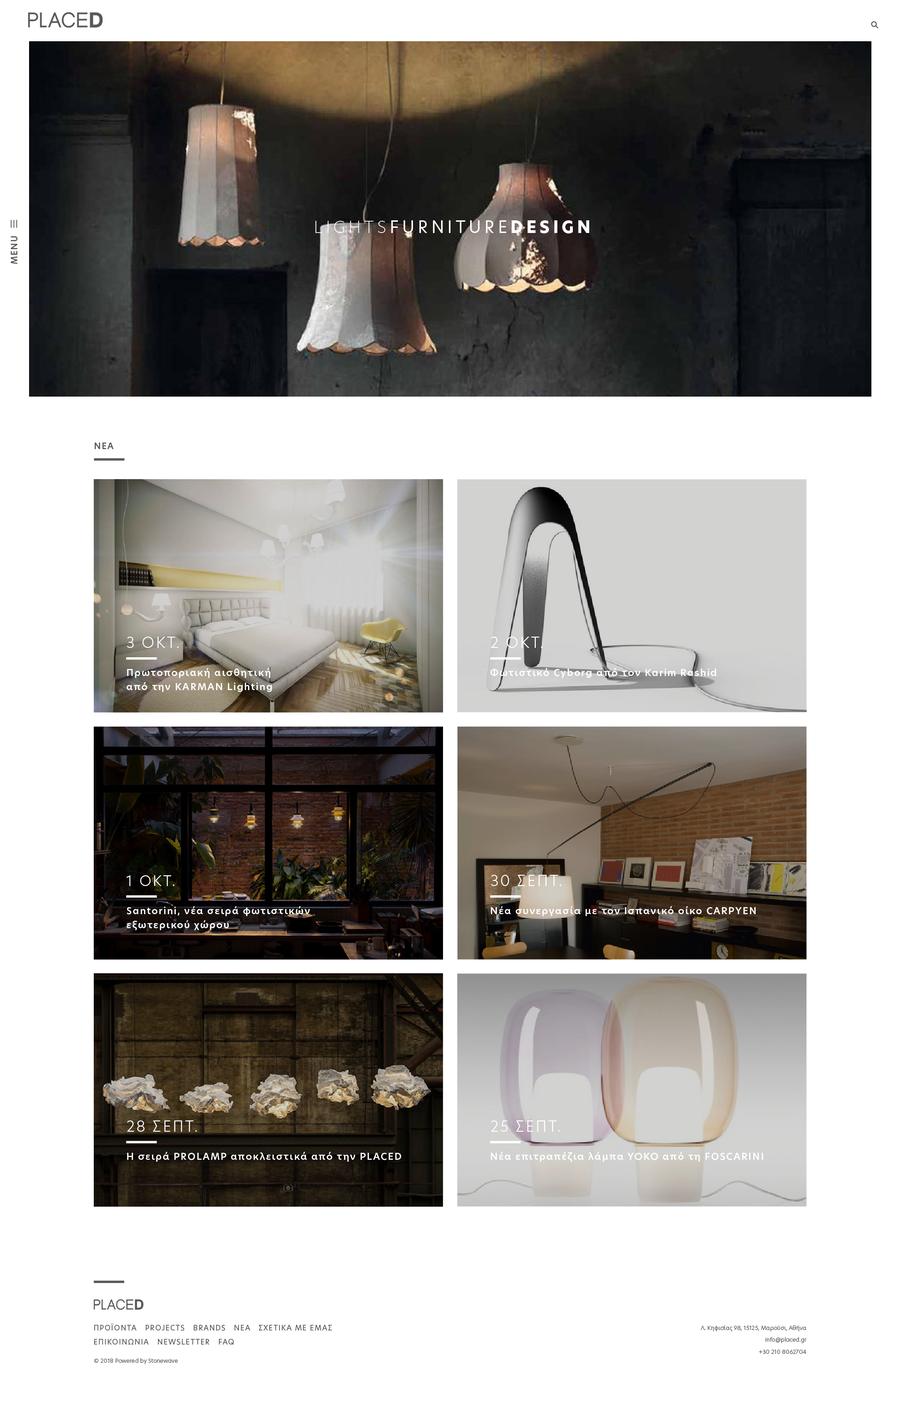 PLACED
MENU
LIGHTSFURNITUREDESIGN
ΝΕΑ
3 ΟΚΤ.
Πρωτοποριακή αισθητική
από την KARMAN Lighting
2 ΟΚΤ.
Φωτιστικό Cyborg από τον Karim Rashid
1 ΟΚΤ.
Santorini, νέα σειρά φωτιστικών
εξωτερικού χώρου
30 ΣΕΠΤ.
Νέα συνεργασία με τον Ισπανικό οίκο CARPYEN
28 ΣΕΠΤ.
Η σειρά PROLAMP αποκλειστικά από την PLACED
25 ΣΕΠΤ.
Νέα επιτραπέζια λάμπα YOKO από τη FOSCARINI
PLACED
ΠΡΟΪΟΝΤΑ PROJECTS BRANDS ΝΕΑ ΣΧΕΤΙΚΑ ΜΕ ΕΜΑΣ
ΕΠΙΚΟΙΝΩΝΙΑ NEWSLETTER FAQ
© 2018 Powered by Stonewave
Λ. Κηφισίας 98, 15125, Μαρούσι, Αθήνα
info@placed.gr
+30 210 8062704